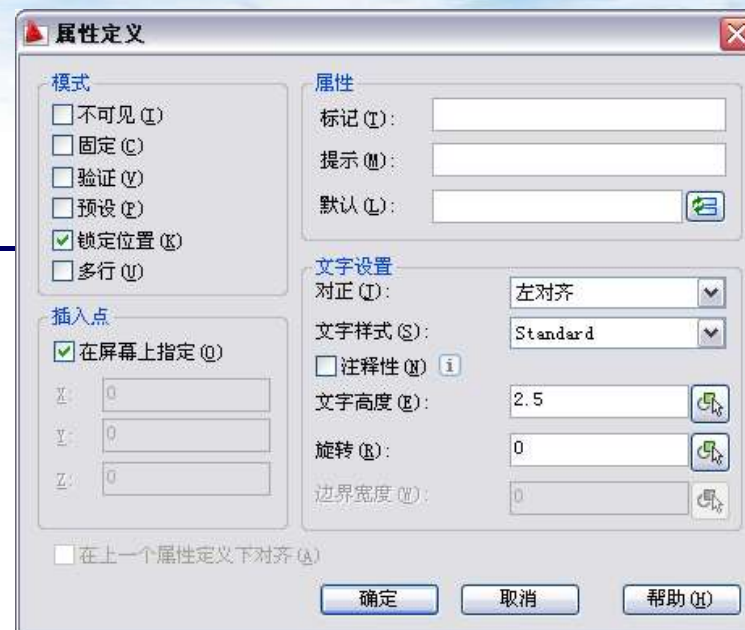 属性定义
模式
不可见(I)
固定(C)
验证(V)
预设(P)
锁定位置(K)
多行(U)
插入点
在屏幕上指定(O)
X: 0
Y: 0
Z: 0
在上一个属性定义下对齐(A)
属性
标记(T):
提示(M):
默认(L):
文字设置
对正(J): 左对齐
文字样式(S): Standard
注释性(N)
文字高度(E): 2.5
旋转(R): 0
边界宽度(W): 0
确定 取消 帮助(H)